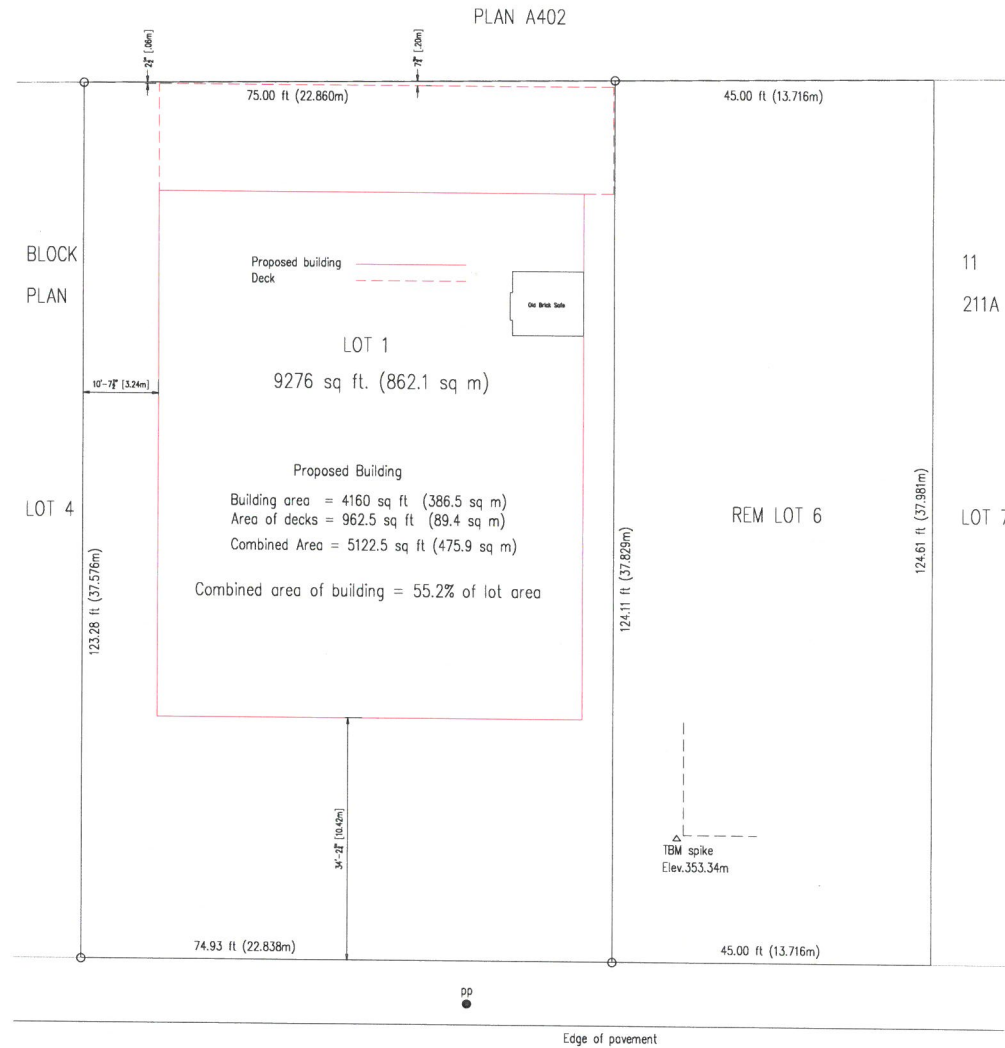 PLAN A402
2⅜" [.06m]
7⅞" [.20m]
75.00 ft (22.860m)
45.00 ft (13.716m)
BLOCK
11
PLAN
211A
Proposed building
Deck
Old Brick Safe
LOT 1
9276 sq ft. (862.1 sq m)
10'-7½" [3.24m]
Proposed Building
Building area = 4160 sq ft (386.5 sq m)
Area of decks = 962.5 sq ft (89.4 sq m)
Combined Area = 5122.5 sq ft (475.9 sq m)
Combined area of building = 55.2% of lot area
LOT 4
REM LOT 6
LOT 7
123.28 ft (37.576m)
124.11 ft (37.829m)
124.61 ft (37.981m)
[10.42m]
TBM spike
Elev.353.34m
74.93 ft (22.838m)
45.00 ft (13.716m)
pp
Edge of pavement